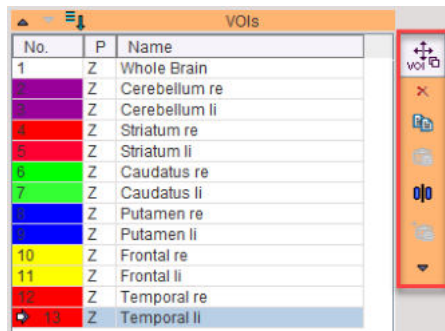 VOIs
No. P Name
1 Z Whole Brain
2 Z Cerebellum re
3 Z Cerebellum li
4 Z Striatum re
5 Z Striatum li
6 Z Caudatus re
7 Z Caudatus li
8 Z Putamen re
9 Z Putamen li
10 Z Frontal re
11 Z Frontal li
12 Z Temporal re
13 Z Temporal li
VOI